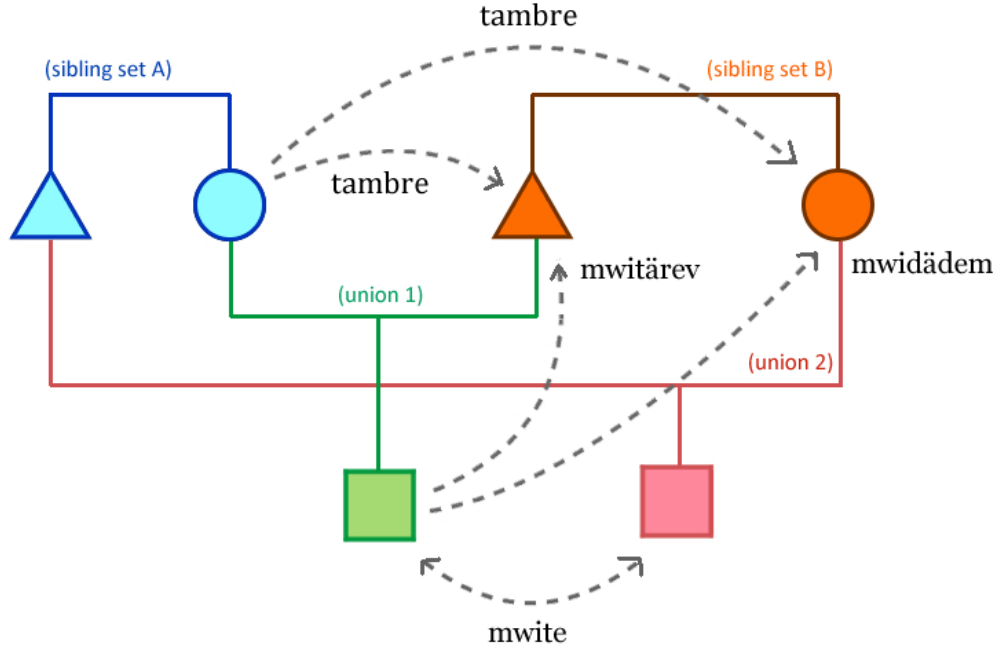 tambre
(sibling set A)
(sibling set B)
tambre
mwidädem
mwitärev
(union 1)
(union 2)
mwite